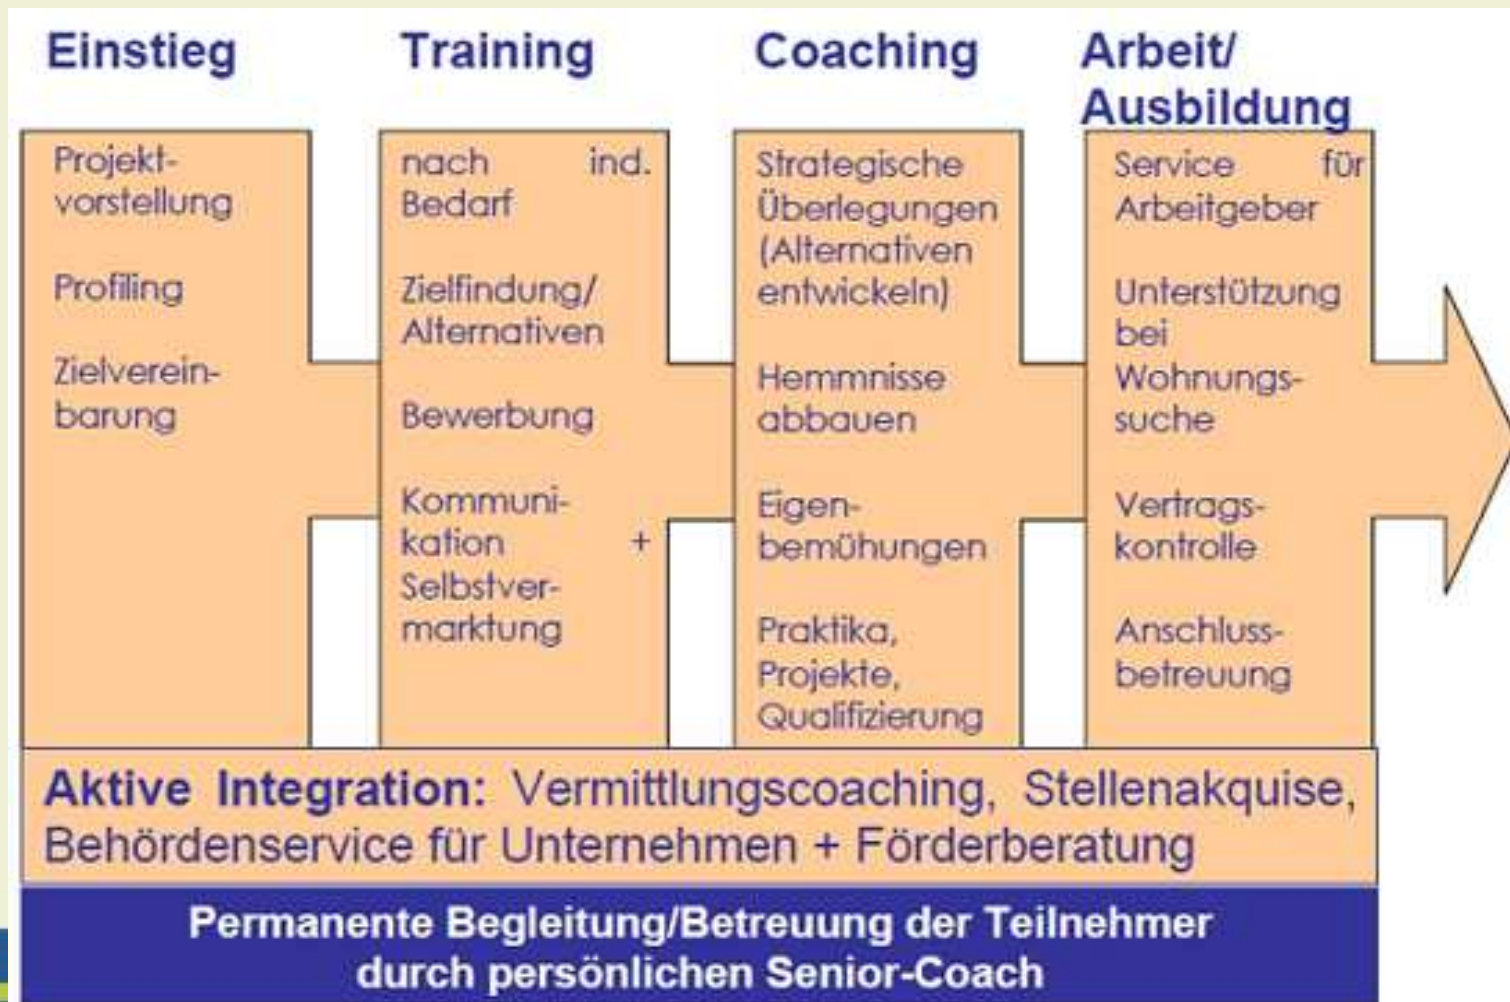 Einstieg
Projekt-
vorstellung
Profiling
Zielverein-
barung
Training
nach ind.
Bedarf
Zielfindung/
Alternativen
Bewerbung
Kommuni-
kation +
Selbstver-
marktung
Coaching
Strategische
Überlegungen
(Alternativen
entwickeln)
Hemmnisse
abbauen
Eigen-
bemühungen
Praktika,
Projekte,
Qualifizierung
Arbeit/
Ausbildung
Service für
Arbeitgeber
Unterstützung
bei
Wohnungs-
suche
Vertrags-
kontrolle
Anschluss-
betreuung
Aktive Integration: Vermittlungscoaching, Stellenakquise,
Behördenservice für Unternehmen + Förderberatung
Permanente Begleitung/Betreuung der Teilnehmer
durch persönlichen Senior-Coach